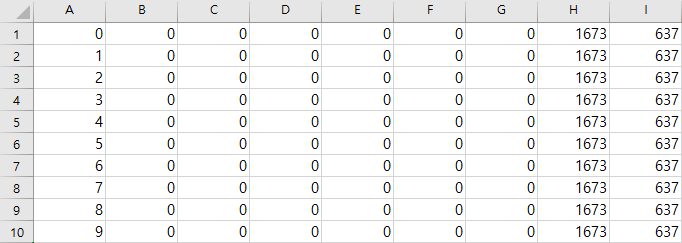 A B C D E F G H I
1 0 0 0 0 0 0 0 1673 637
2 1 0 0 0 0 0 0 1673 637
3 2 0 0 0 0 0 0 1673 637
4 3 0 0 0 0 0 0 1673 637
5 4 0 0 0 0 0 0 1673 637
6 5 0 0 0 0 0 0 1673 637
7 6 0 0 0 0 0 0 1673 637
8 7 0 0 0 0 0 0 1673 637
9 8 0 0 0 0 0 0 1673 637
10 9 0 0 0 0 0 0 1673 637